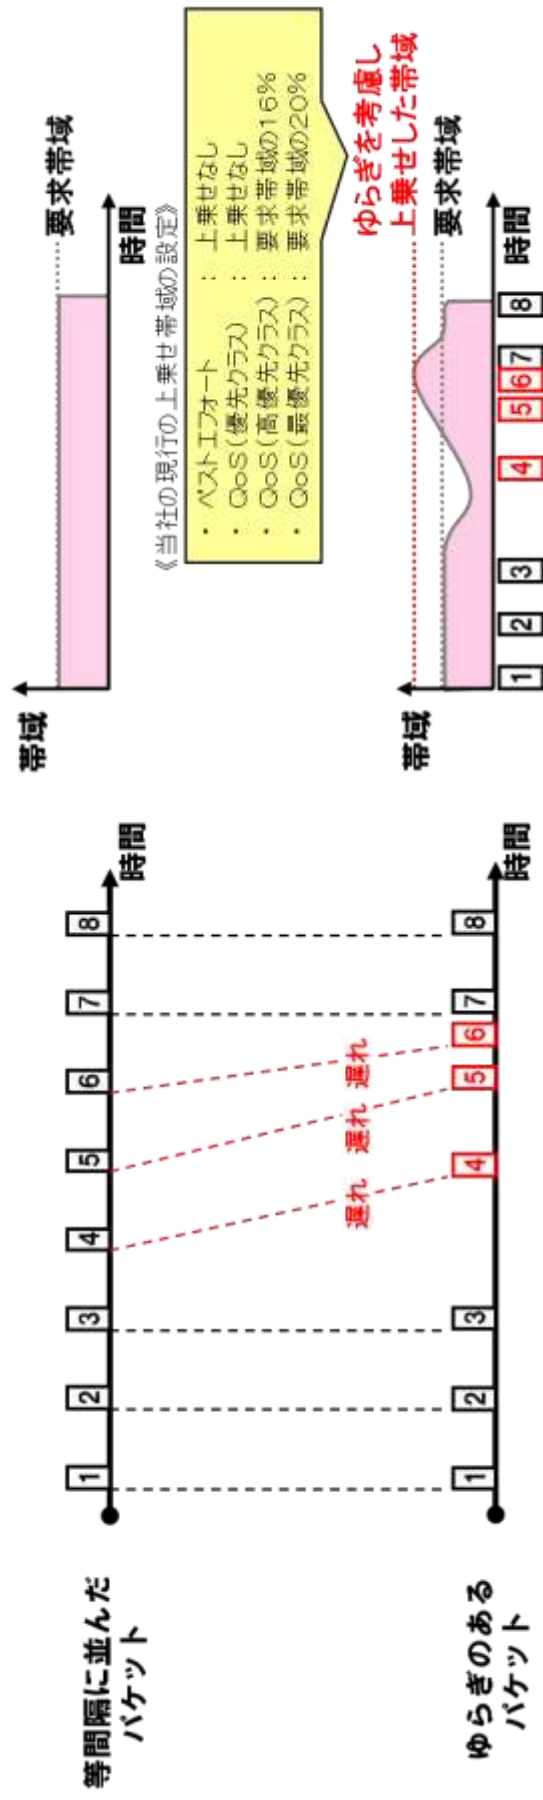 等間隔に並んだ
パケット
1 2 3 4 5 6 7 8
時間
遅れ 遅れ 遅れ
ゆらぎのある
パケット
1 2 3 4 5 6 7 8
時間
帯域
要求帯域
時間
《当社の現行の上乗せ帯域の設定》
・ ベストエフォート : 上乗せなし
・ QoS(優先クラス) : 上乗せなし
・ QoS(高優先クラス): 要求帯域の16%
・ QoS(最優先クラス): 要求帯域の20%
ゆらぎを考慮し
上乗せした帯域
帯域
要求帯域
時間
1 2 3 4 5 6 7 8